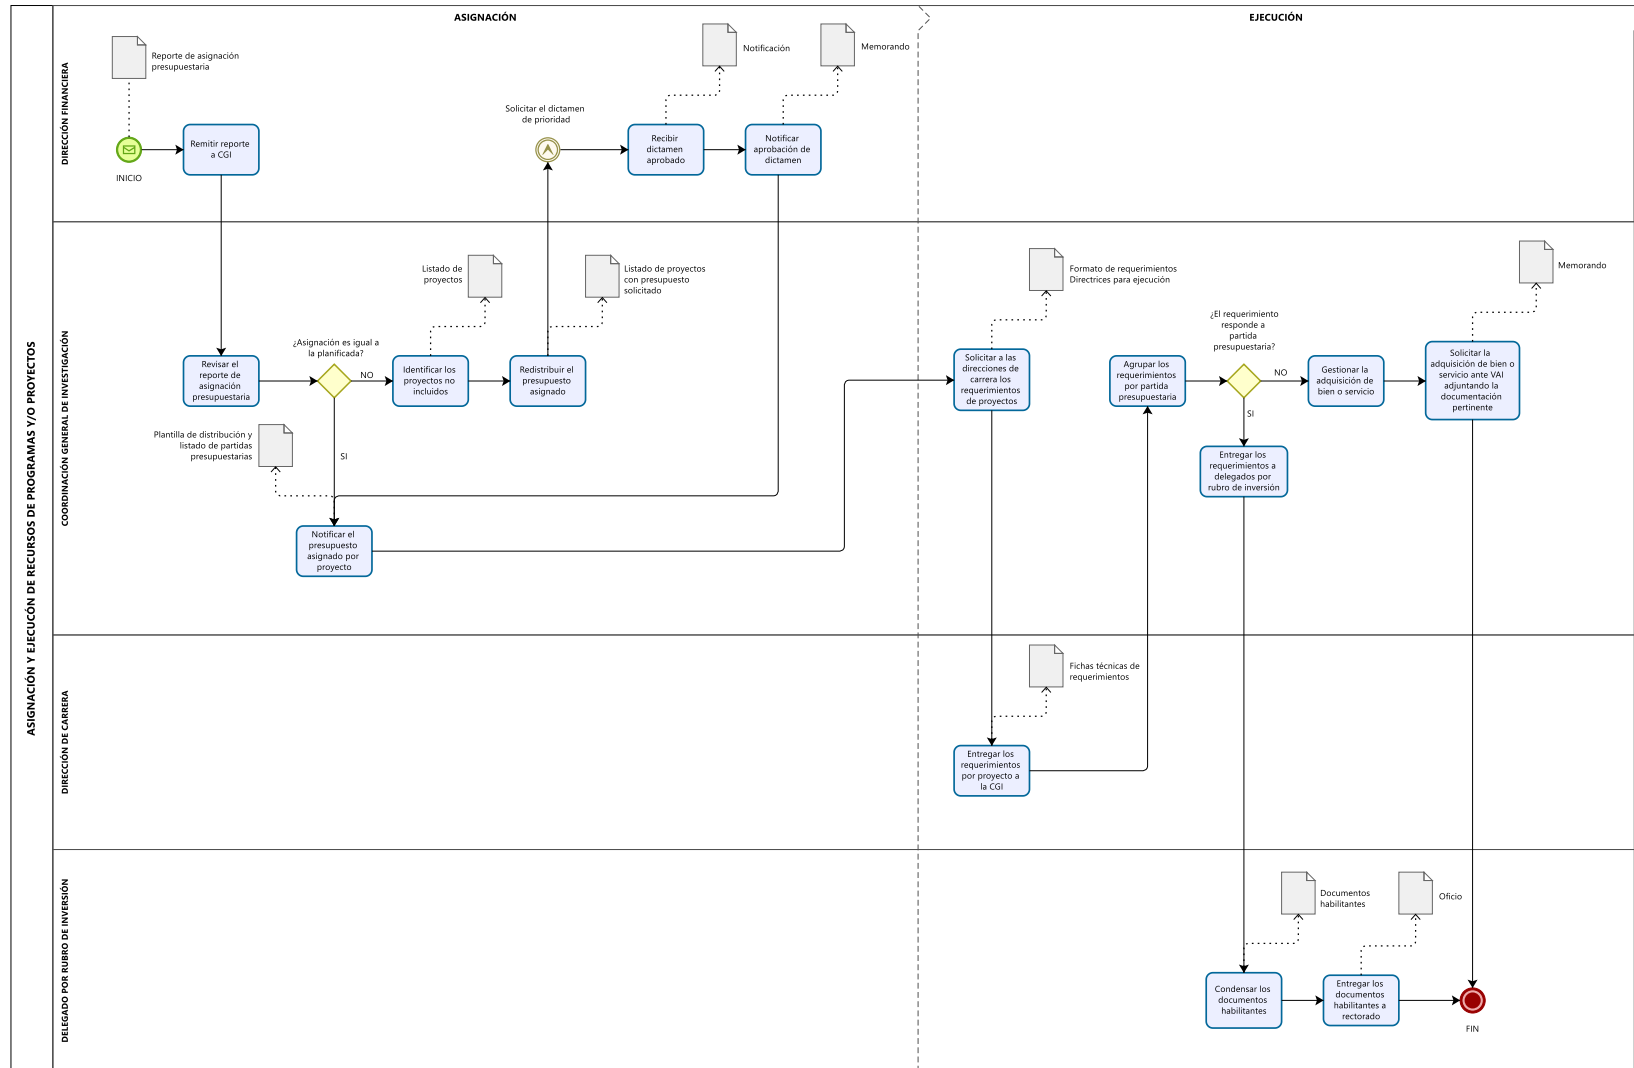 ASIGNACIÓN Y EJECUCÓN DE RECURSOS DE PROGRAMAS Y/O PROYECTOS
ASIGNACIÓN
EJECUCIÓN
DIRECCIÓN FINANCIERA
Reporte de asignación
presupuestaria
INICIO
Remitir reporte
a CGI
Solicitar el dictamen
de prioridad
Notificación
Recibir
dictamen
aprobado
Memorando
Notificar
aprobación de
dictamen
COORDINACIÓN GENERAL DE INVESTIGACIÓN
Revisar el
reporte de
asignación
presupuestaria
¿Asignación es igual a
la planificada?
NO
SI
Listado de
proyectos
Identificar los
proyectos no
incluidos
Listado de proyectos
con presupuesto
solicitado
Redistribuir el
presupuesto
asignado
Plantilla de distribución y
listado de partidas
presupuestarias
Notificar el
presupuesto
asignado por
proyecto
Formato de requerimientos
Directrices para ejecución
Solicitar a las
direcciones de
carrera los
requerimientos
de proyectos
Agrupar los
requerimientos
por partida
presupuestaria
¿El requerimiento
responde a
partida
presupuestaria?
NO
SI
Gestionar la
adquisición de
bien o servicio
Memorando
Solicitar la
adquisición de bien o
servicio ante VAI
adjuntando la
documentación
pertinente
Entregar los
requerimientos a
delegados por
rubro de inversión
DIRECCIÓN DE CARRERA
Fichas técnicas de
requerimientos
Entregar los
requerimientos
por proyecto a
la CGI
DELEGADO POR RUBRO DE INVERSIÓN
Documentos
habilitantes
Condensar los
documentos
habilitantes
Oficio
Entregar los
documentos
habilitantes a
rectorado
FIN